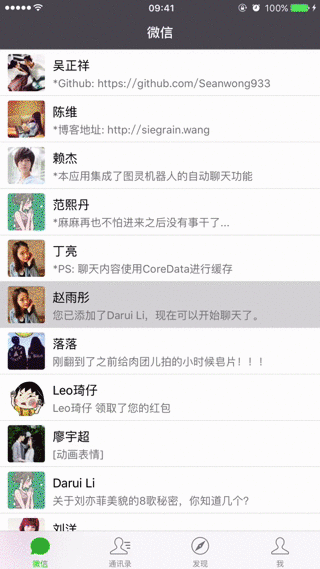 09:41
100%
微信
吴正祥
*Github: https://github.com/Seanwong933
陈维
*博客地址: http://siegrain.wang
赖杰
*本应用集成了图灵机器人的自动聊天功能
范熙丹
*麻麻再也不怕进来之后没有事干了...
丁亮
*PS: 聊天内容使用CoreData进行缓存
赵雨彤
您已添加了Darui Li，现在可以开始聊天了。
落落
刚翻到了之前给肉团儿拍的小时候皂片！！！
Leo琦仔
Leo琦仔 领取了您的红包
廖宇超
[动画表情]
Darui Li
关于刘亦菲美貌的8歌秘密，你知道几个?
刘洋
微信
通讯录
发现
我